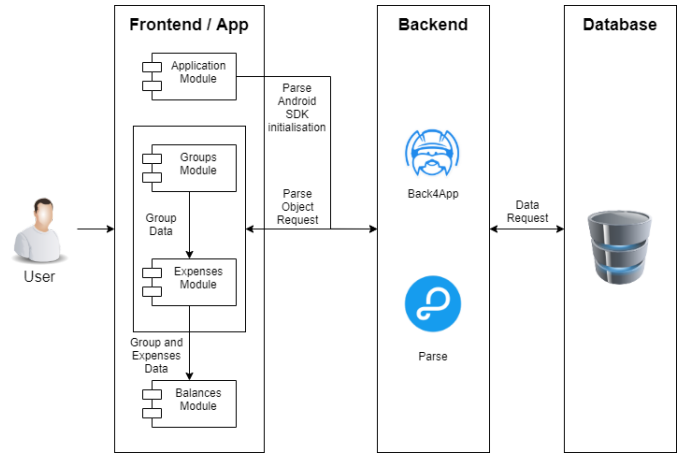 Frontend / App
Backend
Database
Application
Module
Parse
Android
SDK
initialisation
Groups
Module
Back4App
Parse
Object
Request
Data
Request
Group
Data
User
Expenses
Module
Group and
Expenses
Data
Parse
Balances
Module